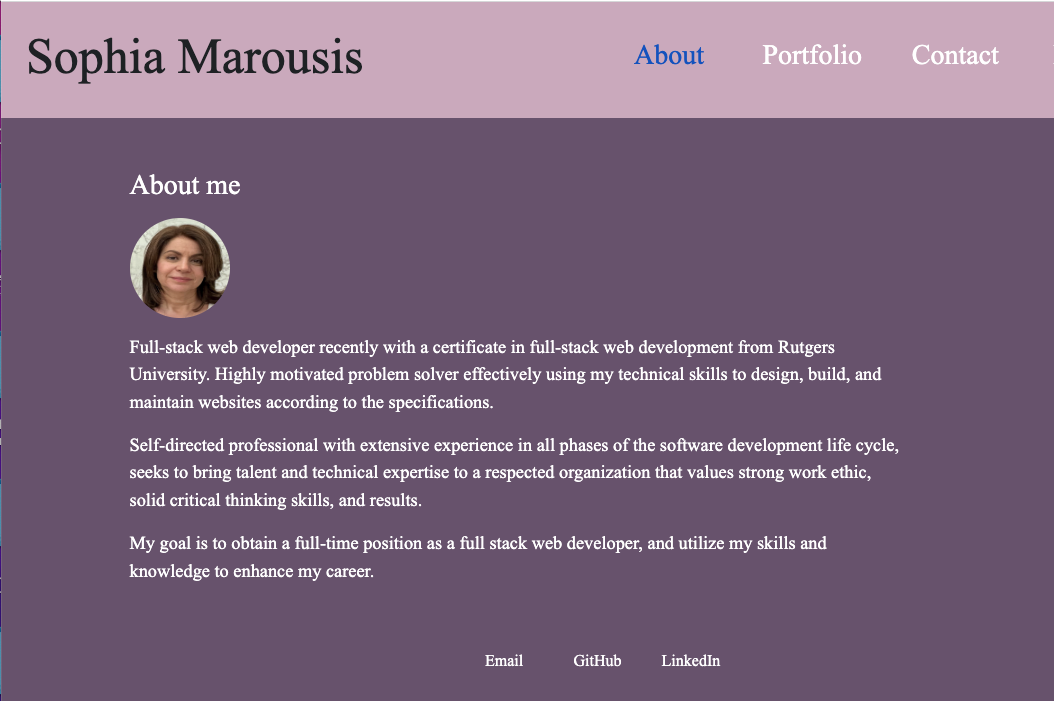 Sophia Marousis
About Portfolio Contact
About me
Full-stack web developer recently with a certificate in full-stack web development from Rutgers
University. Highly motivated problem solver effectively using my technical skills to design, build, and
maintain websites according to the specifications.
Self-directed professional with extensive experience in all phases of the software development life cycle,
seeks to bring talent and technical expertise to a respected organization that values strong work ethic,
solid critical thinking skills, and results.
My goal is to obtain a full-time position as a full stack web developer, and utilize my skills and
knowledge to enhance my career.
Email GitHub LinkedIn